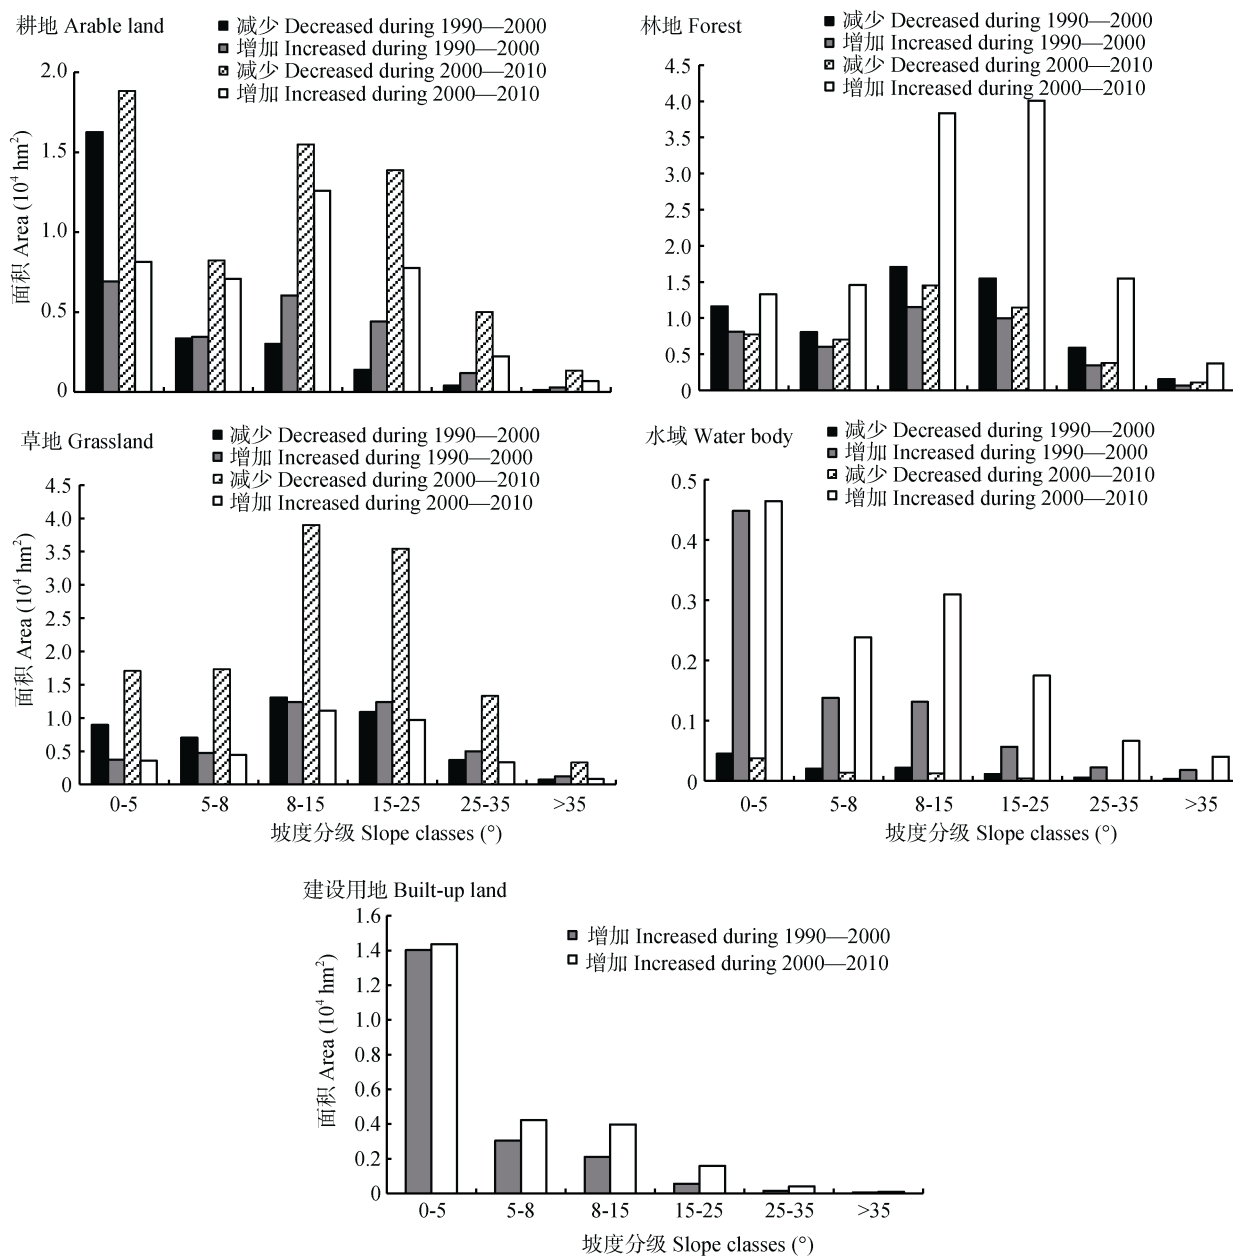 耕地 Arable land
减少 Decreased during 1990—2000
增加 Increased during 1990—2000
减少 Decreased during 2000—2010
增加 Increased during 2000—2010
2.0
1.5
1.0
0.5
0
面积 Area (10⁴ hm²)
林地 Forest
减少 Decreased during 1990—2000
增加 Increased during 1990—2000
减少 Decreased during 2000—2010
增加 Increased during 2000—2010
4.5
4.0
3.5
3.0
2.5
2.0
1.5
1.0
0.5
0
草地 Grassland
减少 Decreased during 1990—2000
增加 Increased during 1990—2000
减少 Decreased during 2000—2010
增加 Increased during 2000—2010
4.5
4.0
3.5
3.0
2.5
2.0
1.5
1.0
0.5
0
面积 Area (10⁴ hm²)
0-5 5-8 8-15 15-25 25-35 >35
坡度分级 Slope classes (°)
水域 Water body
减少 Decreased during 1990—2000
增加 Increased during 1990—2000
减少 Decreased during 2000—2010
增加 Increased during 2000—2010
0.5
0.4
0.3
0.2
0.1
0
0-5 5-8 8-15 15-25 25-35 >35
坡度分级 Slope classes (°)
建设用地 Built-up land
增加 Increased during 1990—2000
增加 Increased during 2000—2010
1.6
1.4
1.2
1.0
0.8
0.6
0.4
0.2
0
面积 Area (10⁴ hm²)
0-5 5-8 8-15 15-25 25-35 >35
坡度分级 Slope classes (°)